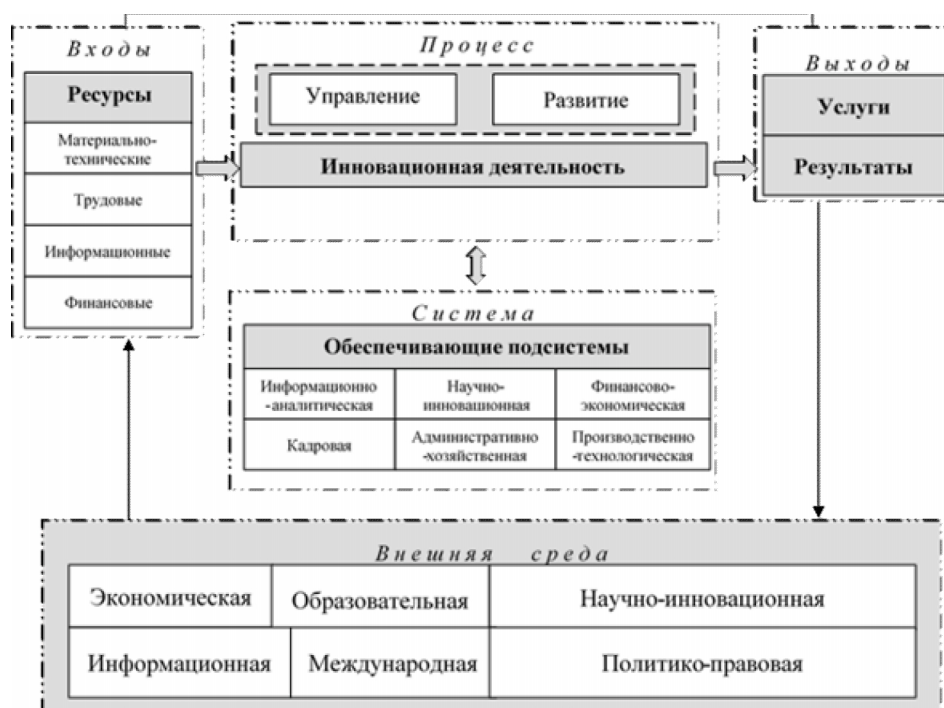 Входы
Ресурсы
Материально-
технические
Трудовые
Информационные
Финансовые
Процесс
Управление
Развитие
Инновационная деятельность
Выходы
Услуги
Результаты
Система
Обеспечивающие подсистемы
Информационно
-аналитическая
Научно-
инновационная
Финансово-
экономическая
Кадровая
Административно
-хозяйственная
Производственно
-технологическая
Внешняя среда
Экономическая
Образовательная
Научно-инновационная
Информационная
Международная
Политико-правовая